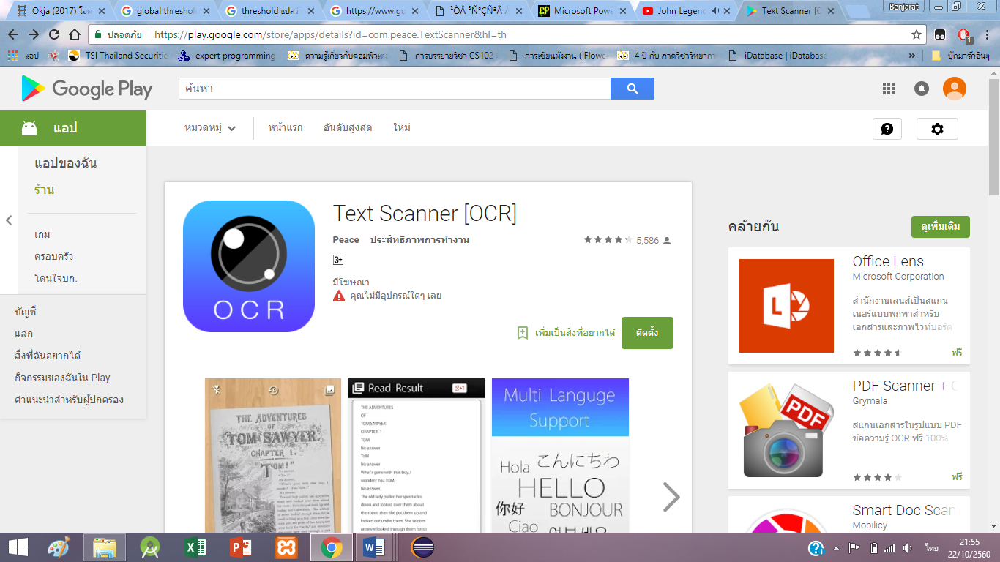 Okja (2017) โอค
global threshol
threshold แปลว่า
https://www.go
¹ÒÂ ³Ñ°ÇÑªÃ Á
Microsoft Pow
John Legend
Text Scanner [C
Benjarat
ปลอดภัย
https://play.google.com/store/apps/details?id=com.peace.TextScanner&hl=th
1
แอป
TSI Thailand Securitie
expert programming
ความรู้เกี่ยวกับคอมพิวเตอ
การบรรยายวิชา CS102
การเขียนผังงาน ( Flowc
4 ปี กับ ภาควิชาวิทยากา
iDatabase | iDatabase
»
บุ๊กมาร์กอื่นๆ
Google Play
ค้นหา
แอป
หมวดหมู่
หน้าแรก
อันดับสูงสุด
ใหม่
แอปของฉัน
ร้าน
เกม
ครอบครัว
โดนใจบก.
บัญชี
แลก
สิ่งที่ฉันอยากได้
กิจกรรมของฉันใน Play
คำแนะนำสำหรับผู้ปกครอง
OCR
Text Scanner [OCR]
Peace ประสิทธิภาพการทำงาน
5,586
3+
มีโฆษณา
คุณไม่มีอุปกรณ์ใดๆ เลย
เพิ่มเป็นสิ่งที่อยากได้
ติดตั้ง
THE ADVENTURES
OF
TOM SAWYER.
CHAPTER 1.
"TOM!"
Read Result
g+1
THE ADVENTURES
OF
TOM SAWYER
CHAPTER 1
TOM
No answer
ToM
No answer
What's gone with that boy, I
wonder? You TOM!
No answer.
The old lady pulled her spectacles
down and looked over them about
the room; then she put them up and
looked out under them. She seldom
or never looked through them for so
Multi Languge
Support
Hola こんにちわ
HELLO
你好 BONJOUR
Ciao
คล้ายกัน
ดูเพิ่มเติม
Office Lens
Microsoft Corporation
สำนักงานเลนส์เป็นสแกน
เนอร์แบบพกพาสำหรับ
เอกสารและภาพไวท์บอร์ด
ฟรี
PDF
PDF Scanner + O
Grymala
สแกนเอกสารในรูปแบบ PDF
ข้อความรู้ OCR ฟรี 100%
ฟรี
Smart Doc Scan
Mobility
ไทย
21:55
22/10/2560